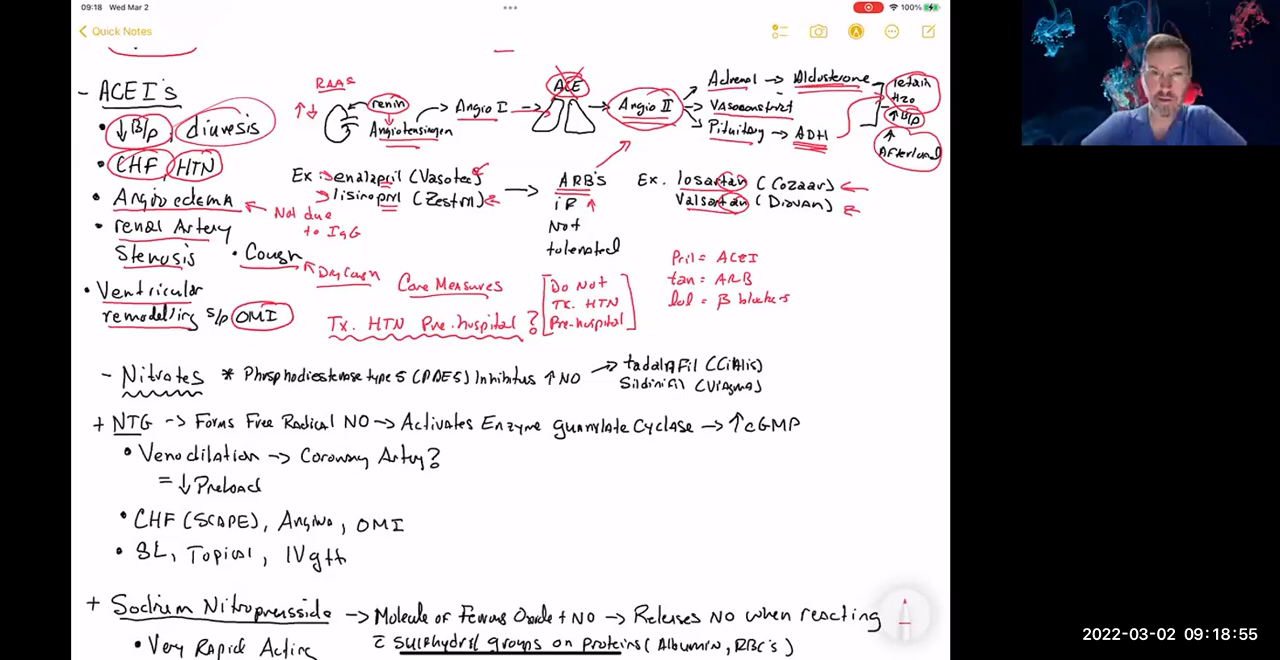 09:18 Wed Mar 2
100%
Quick Notes
- ACEI's
• ↓B/p, diuresis
• CHF, HTN
• Angioedema
Not due
to IgG
• renal Artery
Stenosis
• Cough
Dry Cough
• Ventricular
remodelling s/p OMI
RAAS
↑↓
renin
Angiotensinogen
→ Angio I →
ACE
→ Angio II
→ Adrenal → Aldosterone
→ Vasoconstrict
→ Pituitary → ADH
retain
H2O
↑B/p
↑
Afterload
Ex: enalapril (Vasotec)
lisinopril (Zestril)
→ ARB's
if
Not
tolerated
Ex. losartan (Cozaar)
Valsartan (Diovan)
Pril = ACEI
tan = ARB
lol = β blockers
Core Measures
Tx. HTN Pre-hospital ?
Do Not
Tx. HTN
Pre-hospital
- Nitrates * Phosphodiesterase type 5 (PDE5) Inhibitors ↑ NO
→ tadalafil (Cialis)
Sildinifil (Viagra)
+ NTG -> Forms Free Radical NO -> Activates Enzyme guanylate Cyclase -> ↑cGMP
• Venodilation -> Coronary Artery?
= ↓ Preload
• CHF (SCAPE), Angina, OMI
• SL, Topical, IV gtt
+ Sodium Nitroprusside -> Molecule of Ferrous Oxide + NO -> Releases NO when reacting
c̄ sulfhydril groups on proteins (Albumin, RBC's)
• Very Rapid Acting
2022-03-02 09:18:55